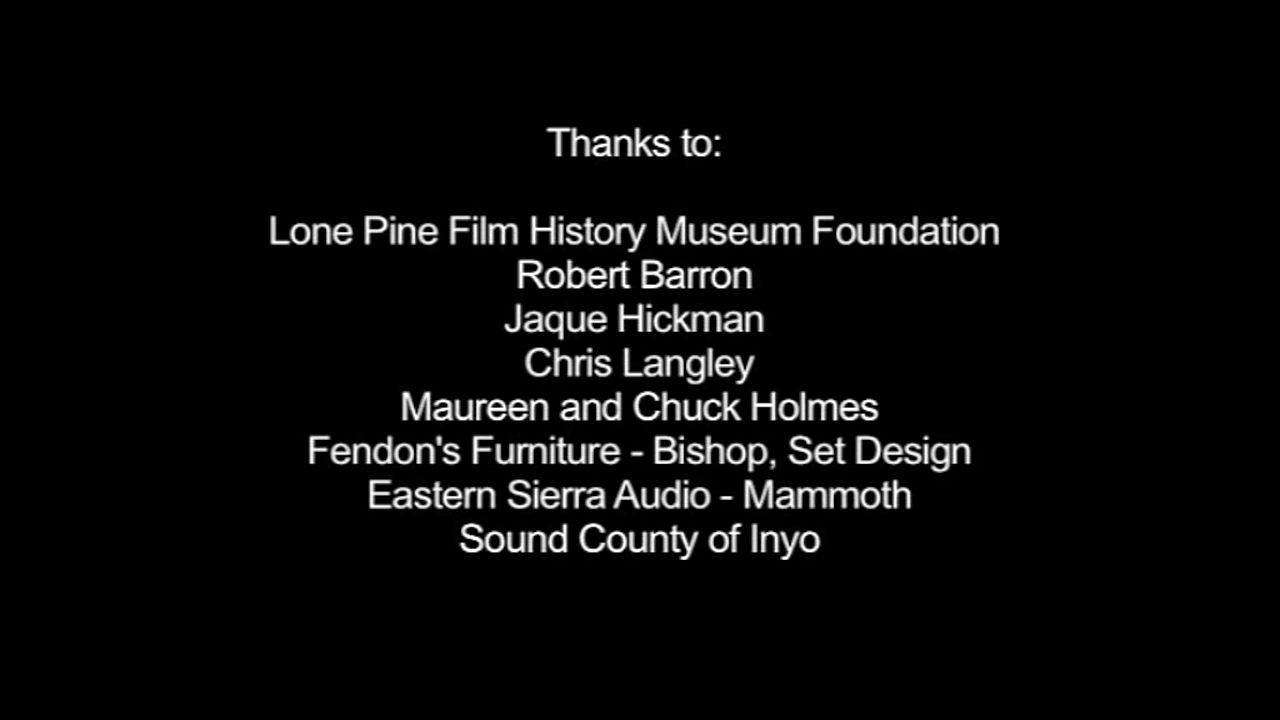 Thanks to:
Lone Pine Film History Museum Foundation
Robert Barron
Jaque Hickman
Chris Langley
Maureen and Chuck Holmes
Fendon's Furniture - Bishop, Set Design
Eastern Sierra Audio - Mammoth
Sound County of Inyo